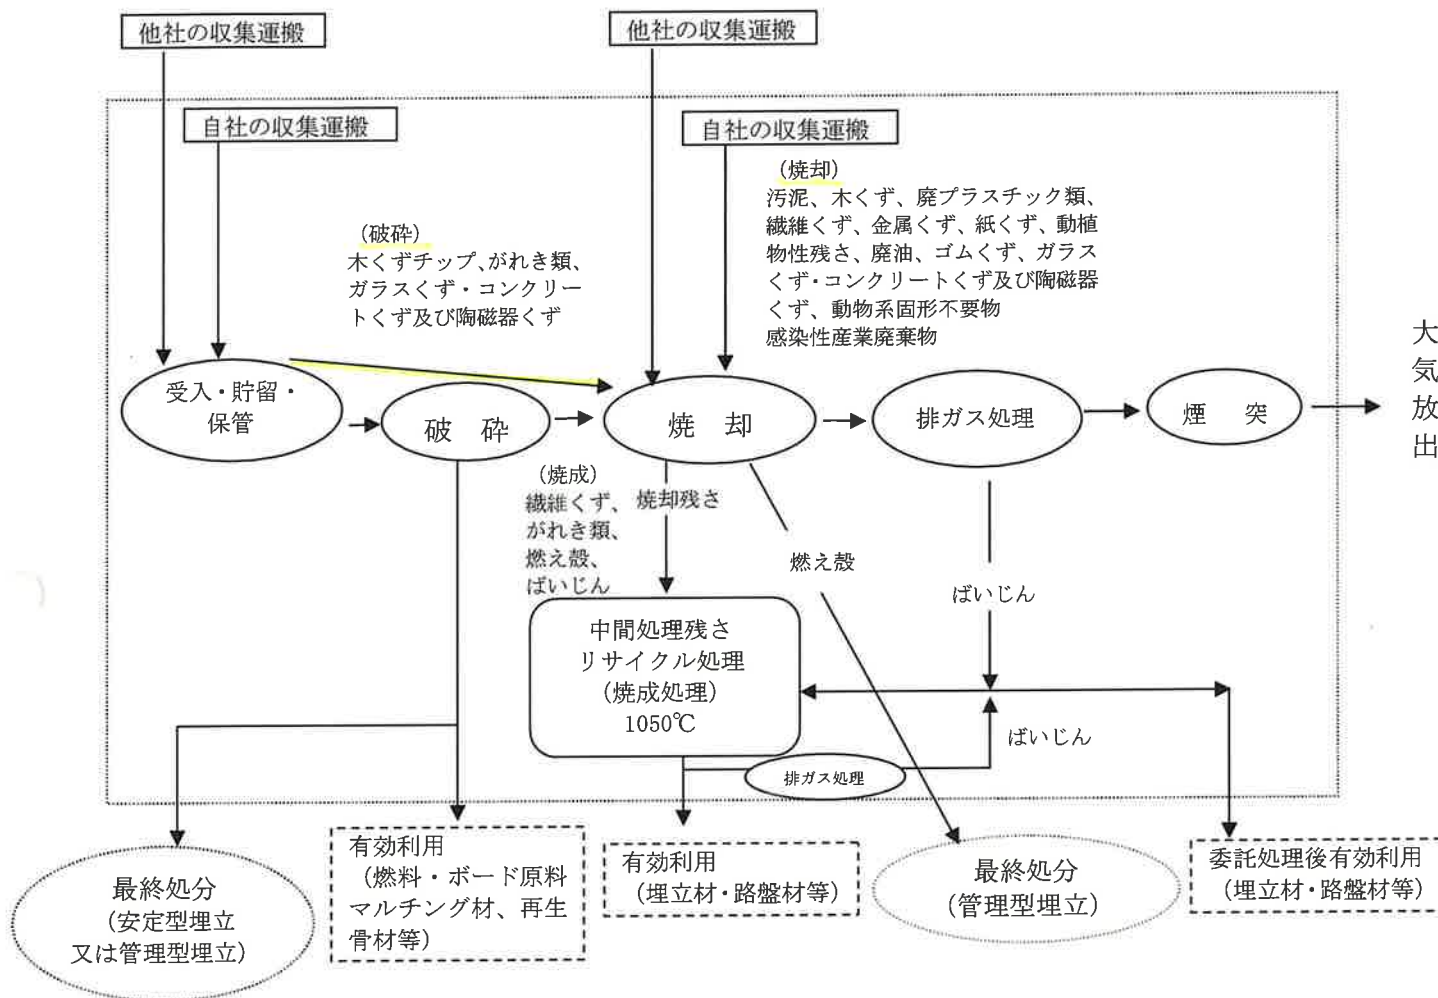 他社の収集運搬
他社の収集運搬
自社の収集運搬
自社の収集運搬
(焼却)
汚泥、木くず、廃プラスチック類、
繊維くず、金属くず、紙くず、動植
物性残さ、廃油、ゴムくず、ガラス
くず・コンクリートくず及び陶磁器
くず、動物系固形不要物
感染性産業廃棄物
(破砕)
木くずチップ、がれき類、
ガラスくず・コンクリー
トくず及び陶磁器くず
受入・貯留・
保管
破 砕
焼 却
排ガス処理
煙 突
大
気
放
出
(焼成)
繊維くず、
がれき類、
燃え殻、
ばいじん
焼却残さ
燃え殻
ばいじん
中間処理残さ
リサイクル処理
(焼成処理)
1050℃
ばいじん
排ガス処理
最終処分
(安定型埋立
又は管理型埋立)
有効利用
(燃料・ボード原料
マルチング材、再生
骨材等)
有効利用
(埋立材・路盤材等)
最終処分
(管理型埋立)
委託処理後有効利用
(埋立材・路盤材等)